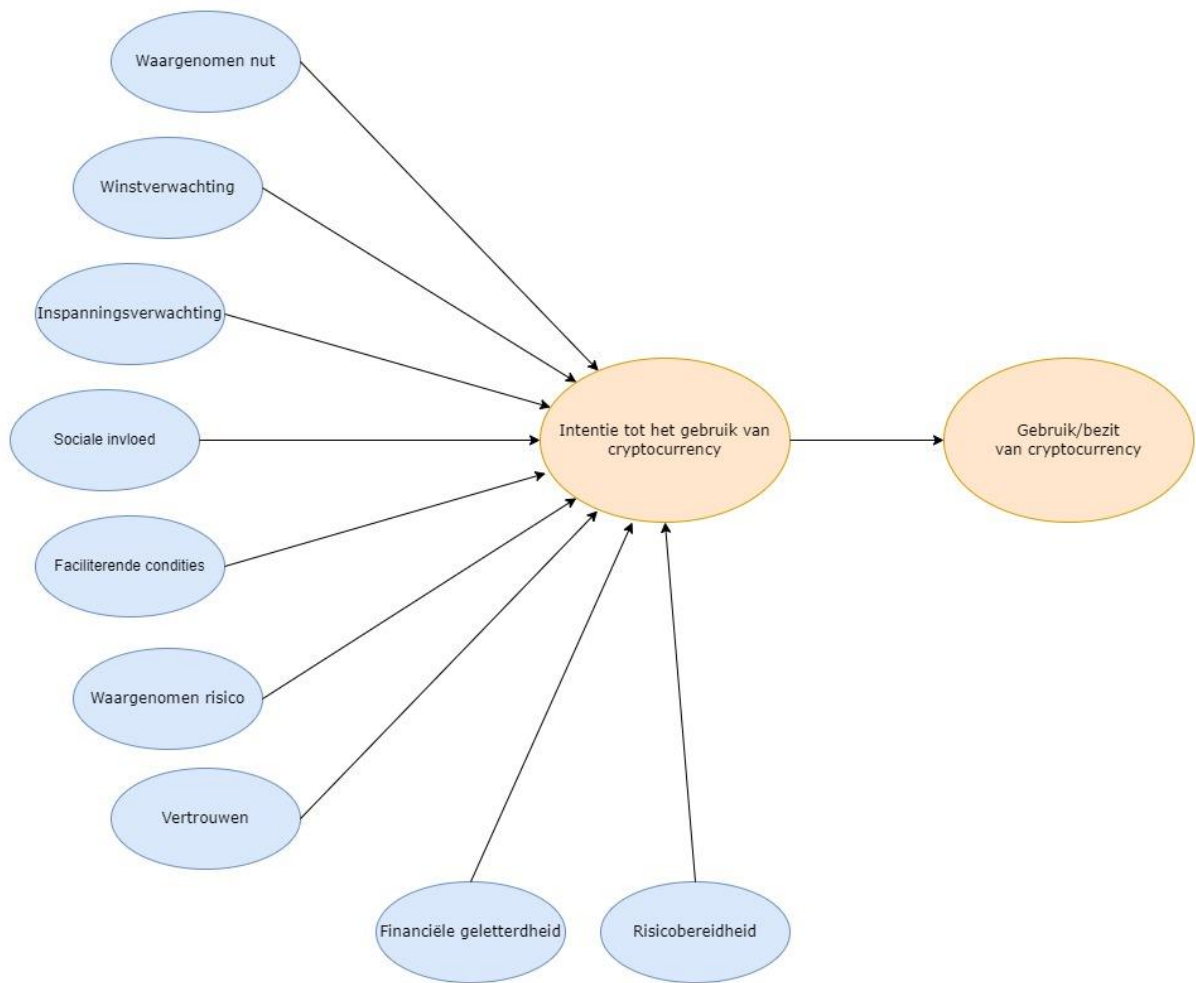 Waargenomen nut
Winstverwachting
Inspanningsverwachting
Sociale invloed
Intentie tot het gebruik van
cryptocurrency
Gebruik/bezit
van cryptocurrency
Faciliterende condities
Waargenomen risico
Vertrouwen
Financiële geletterdheid
Risicobereidheid